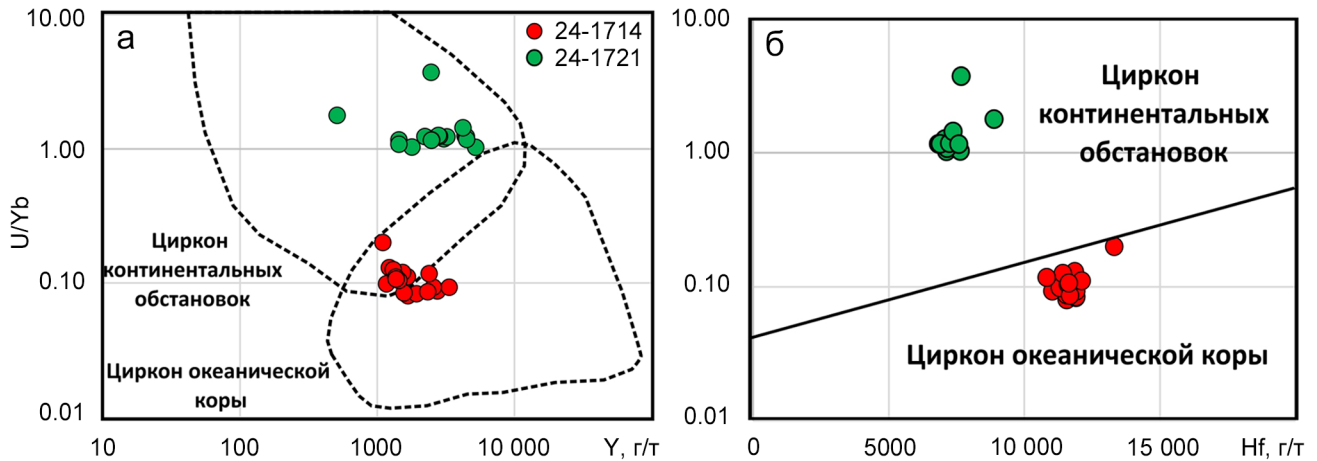 а
24-1714
24-1721
10.00
1.00
0.10
0.01
U/Yb
Циркон
континентальных
обстановок
Циркон океанической
коры
10
100
1000
10 000
Y, г/т
б
10.00
1.00
0.10
0.01
Циркон
континентальных
обстановок
Циркон океанической коры
0
5000
10 000
15 000
Hf, г/т